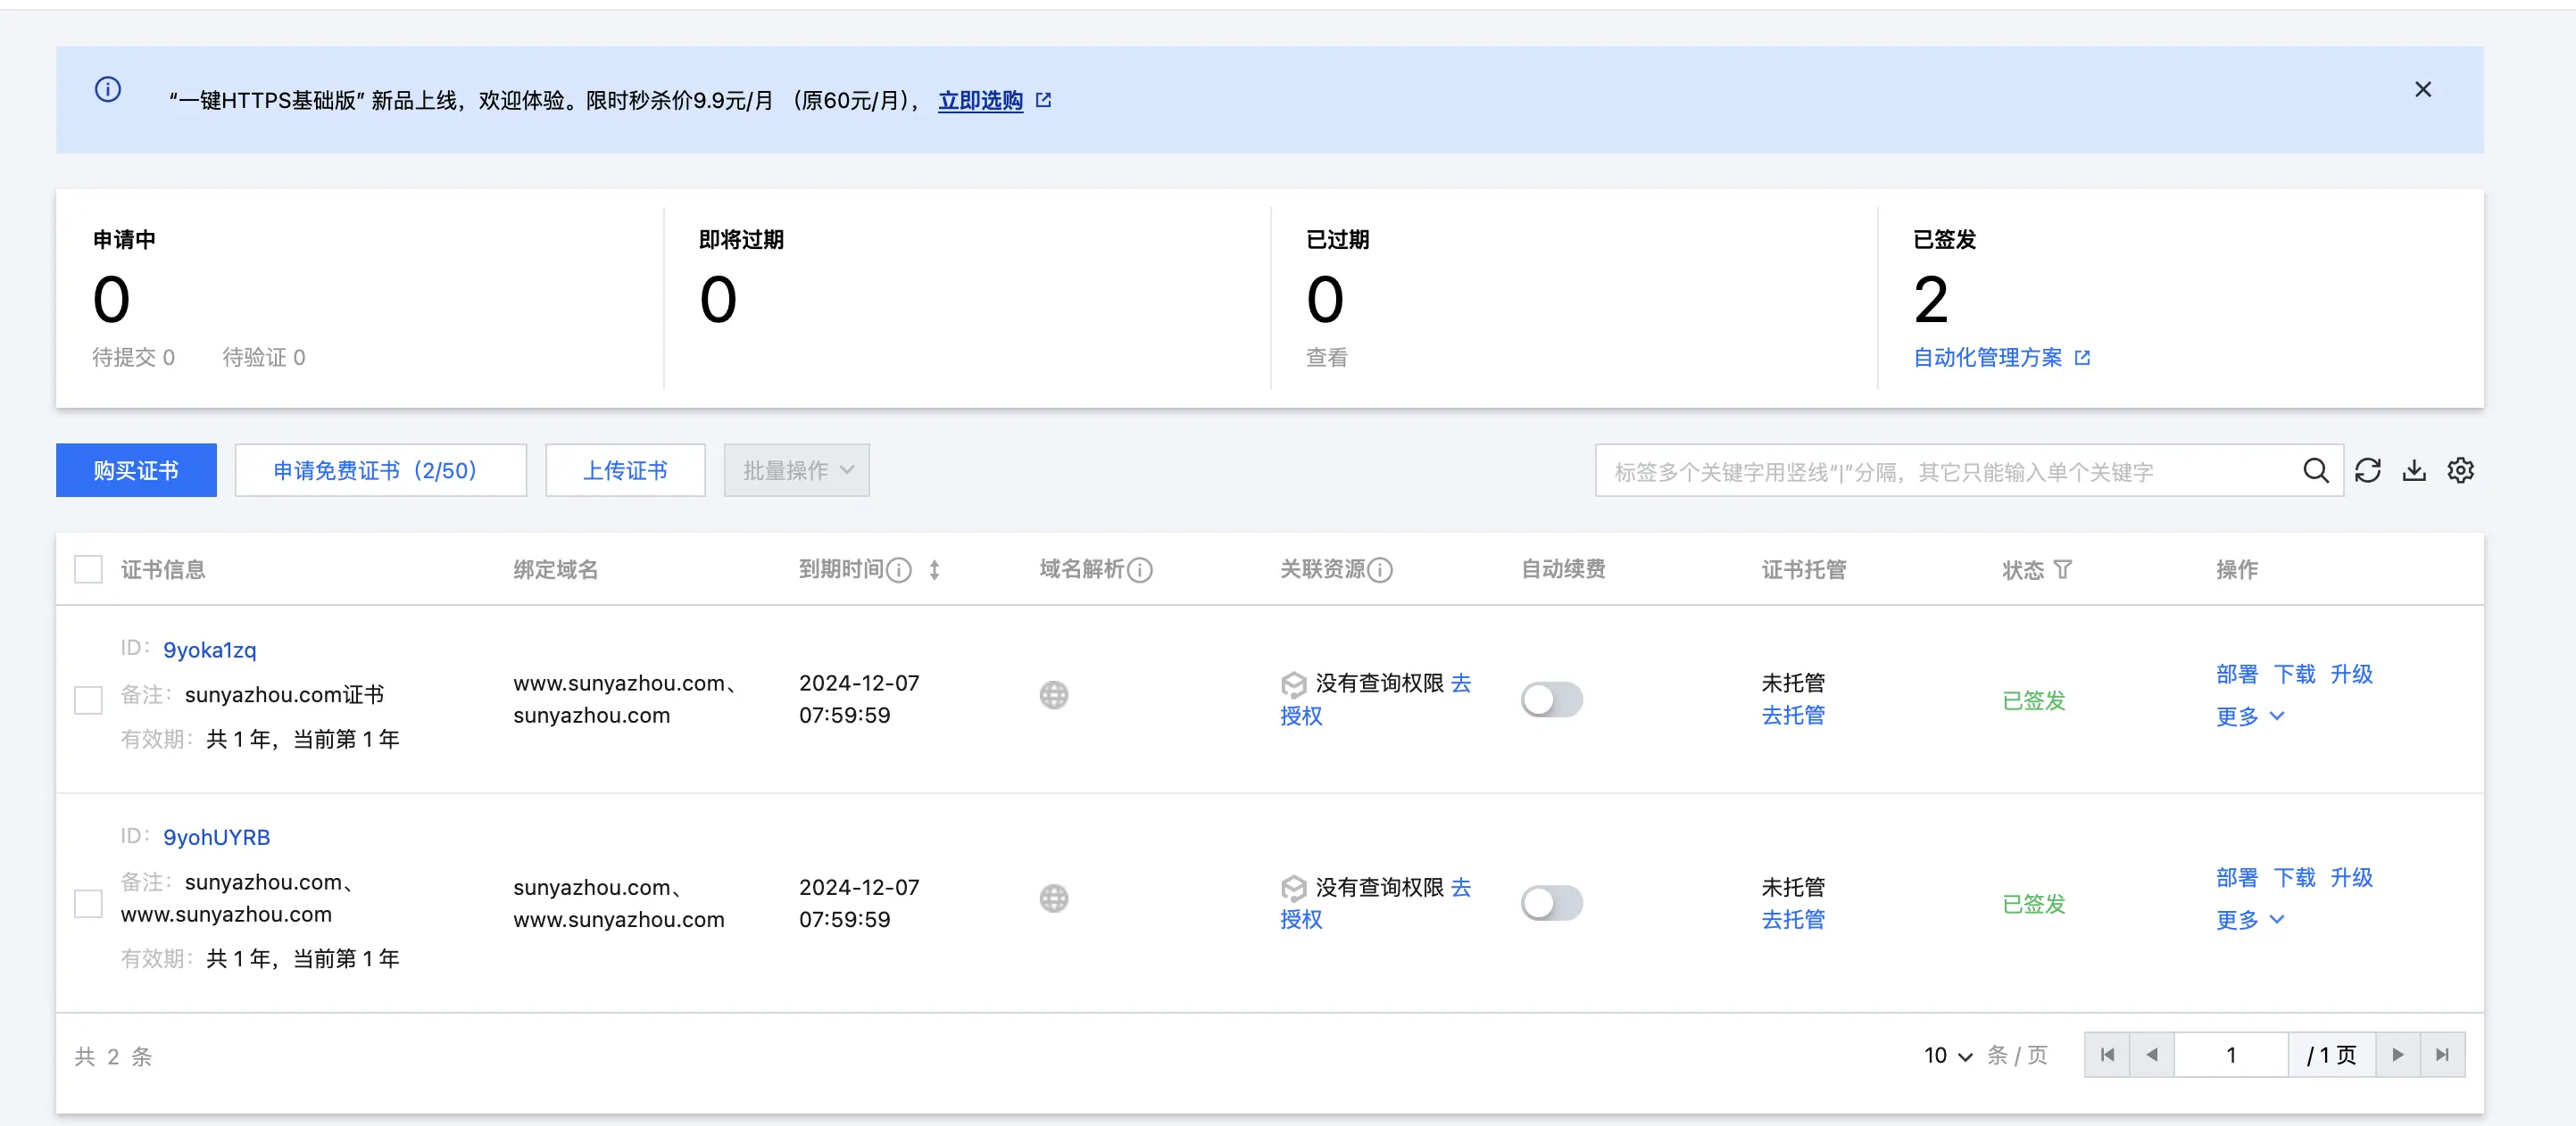 “一键HTTPS基础版” 新品上线，欢迎体验。限时秒杀价9.9元/月 （原60元/月）， 立即选购
申请中
0
待提交 0 待验证 0
即将过期
0
已过期
0
查看
已签发
2
自动化管理方案
购买证书 申请免费证书（2/50） 上传证书 批量操作
标签多个关键字用竖线“|”分隔，其它只能输入单个关键字
证书信息 绑定域名 到期时间 域名解析 关联资源 自动续费 证书托管 状态 操作
ID： 9yoka1zq
备注： sunyazhou.com证书
有效期： 共 1 年，当前第 1 年
www.sunyazhou.com、
sunyazhou.com
2024-12-07
07:59:59
没有查询权限 去
授权
未托管
去托管
已签发
部署 下载 升级
更多
ID： 9yohUYRB
备注： sunyazhou.com、
www.sunyazhou.com
有效期： 共 1 年，当前第 1 年
sunyazhou.com、
www.sunyazhou.com
2024-12-07
07:59:59
没有查询权限 去
授权
未托管
去托管
已签发
部署 下载 升级
更多
共 2 条
10 条 / 页 1 / 1 页